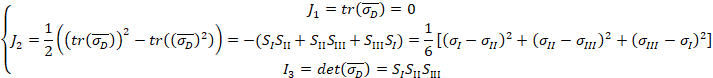 J₁ = tr(σ̅_D̅) = 0
J₂ = 1/2((tr(σ̅_D̅))² − tr((σ̅_D̅)²)) = −(S_I S_II + S_II S_III + S_III S_I) = 1/6[(σ_I − σ_II)² + (σ_II − σ_III)² + (σ_III − σ_I)²]
I₃ = det(σ̅_D̅) = S_I S_II S_III